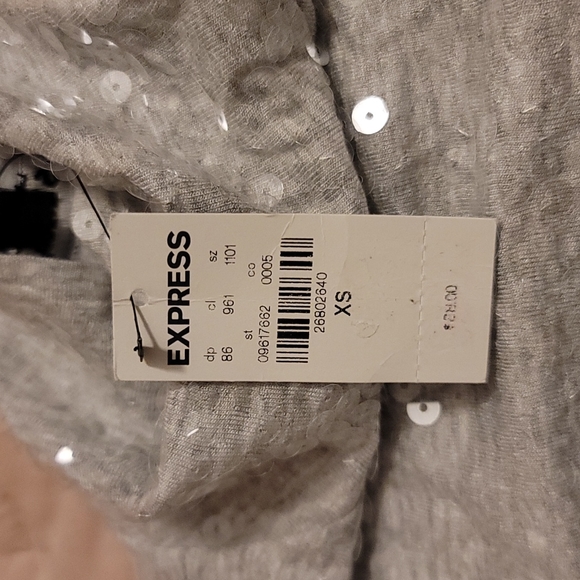 EXPRESS
dp cl sz
86 961 1101
st co
09617662 0005
26802640
XS